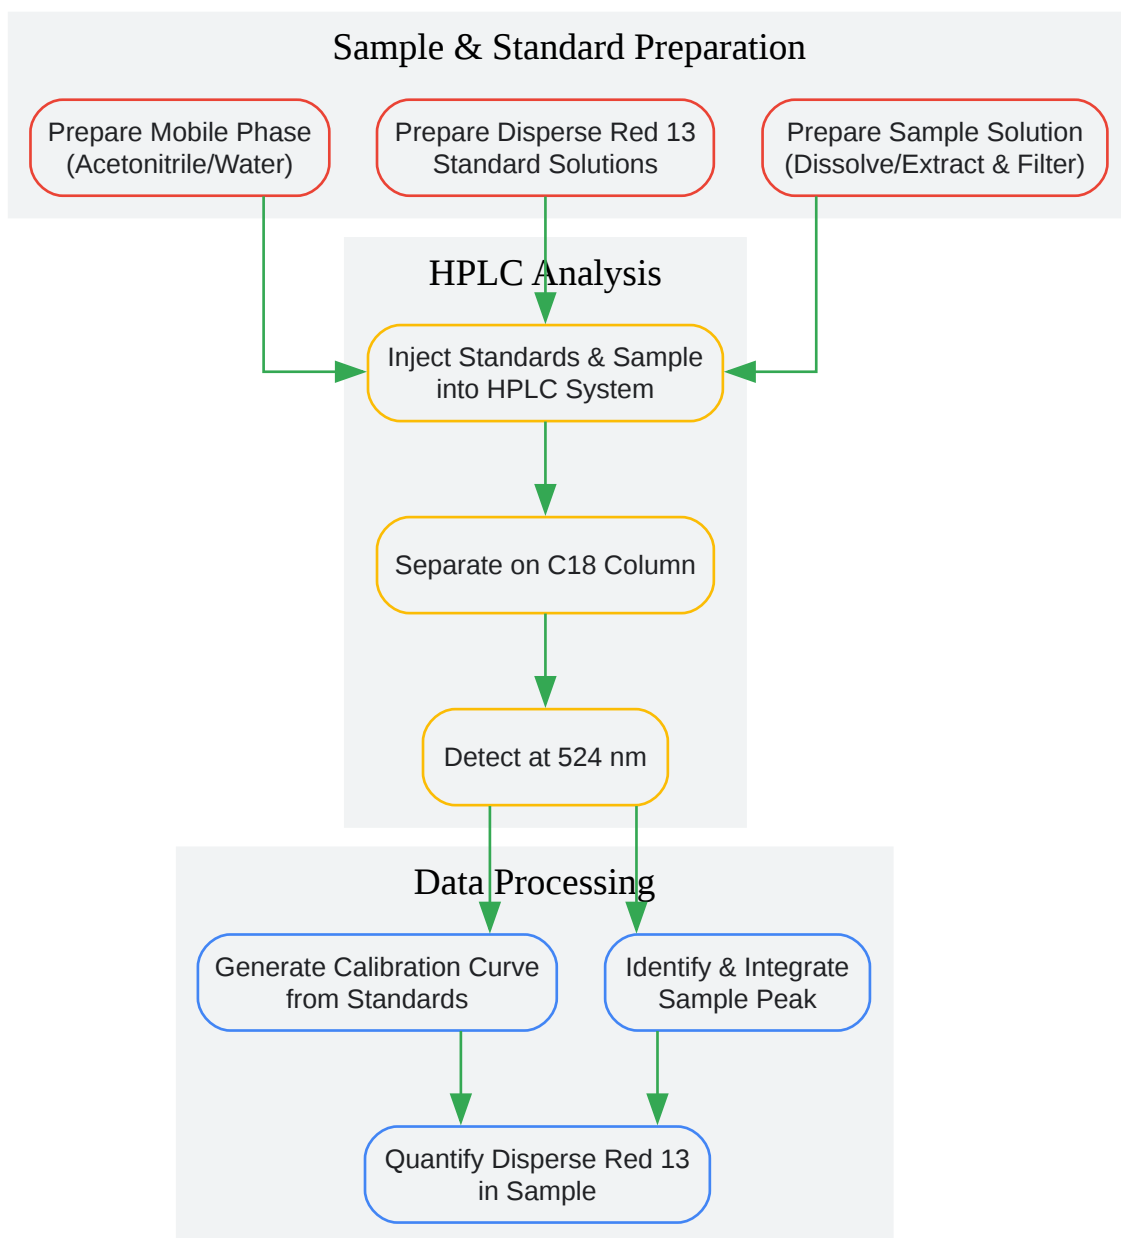 Sample & Standard Preparation
Prepare Mobile Phase
(Acetonitrile/Water)
Prepare Disperse Red 13
Standard Solutions
Prepare Sample Solution
(Dissolve/Extract & Filter)
HPLC Analysis
Inject Standards & Sample
into HPLC System
Separate on C18 Column
Detect at 524 nm
Data Processing
Generate Calibration Curve
from Standards
Identify & Integrate
Sample Peak
Quantify Disperse Red 13
in Sample